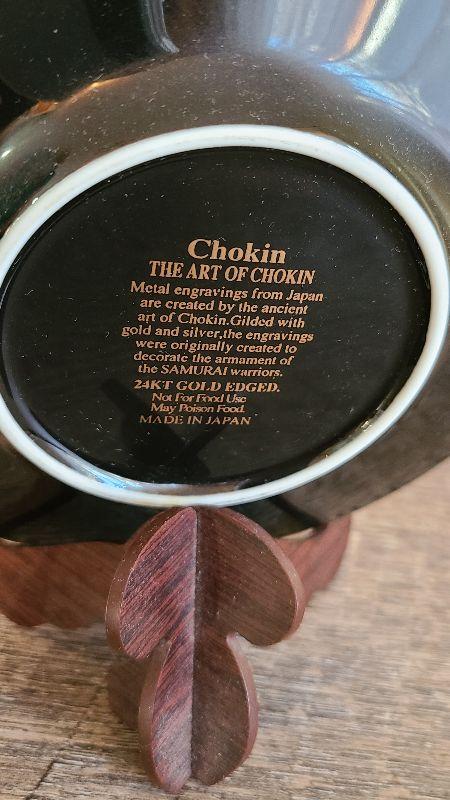 Chokin
THE ART OF CHOKIN
Metal engravings from Japan
are created by the ancient
art of Chokin.Gilded with
gold and silver,the engravings
were originally created to
decorate the armament of
the SAMURAI warriors.
24KT GOLD EDGED.
Not For Food Use
May Poison Food.
MADE IN JAPAN